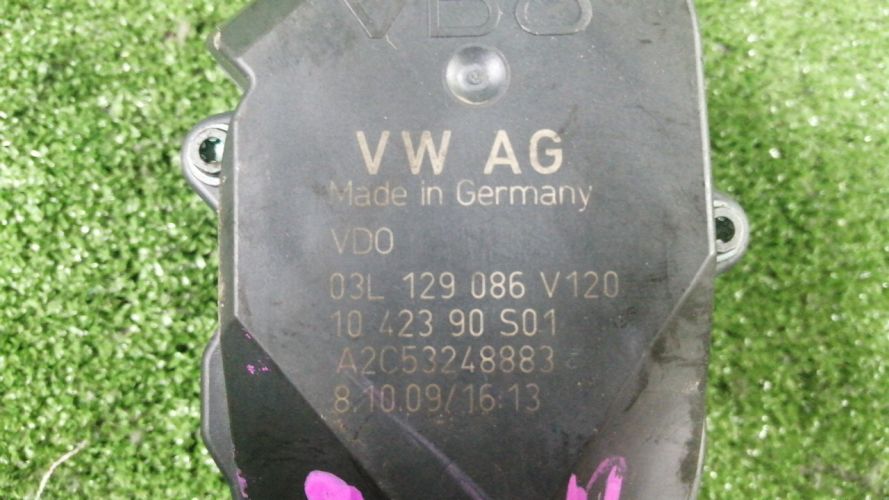 VDO
VW AG
Made in Germany
VDO
03L 129 086 V120
10 423 90 S01
A2C53248883
8.10.09/16:13